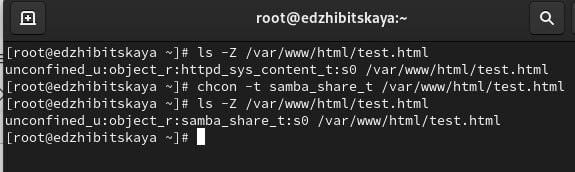 root@edzhibitskaya:~
[root@edzhibitskaya ~]# ls -Z /var/www/html/test.html
unconfined_u:object_r:httpd_sys_content_t:s0 /var/www/html/test.html
[root@edzhibitskaya ~]# chcon -t samba_share_t /var/www/html/test.html
[root@edzhibitskaya ~]# ls -Z /var/www/html/test.html
unconfined_u:object_r:samba_share_t:s0 /var/www/html/test.html
[root@edzhibitskaya ~]#